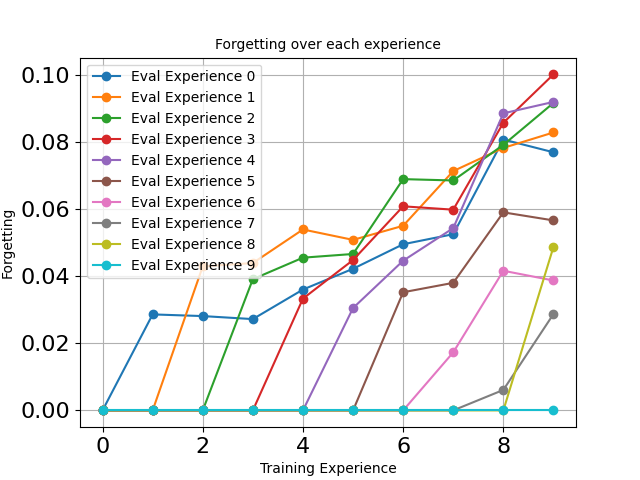 Forgetting over each experience
0.10
0.08
0.06
0.04
0.02
0.00
Forgetting
Eval Experience 0
Eval Experience 1
Eval Experience 2
Eval Experience 3
Eval Experience 4
Eval Experience 5
Eval Experience 6
Eval Experience 7
Eval Experience 8
Eval Experience 9
0 2 4 6 8
Training Experience